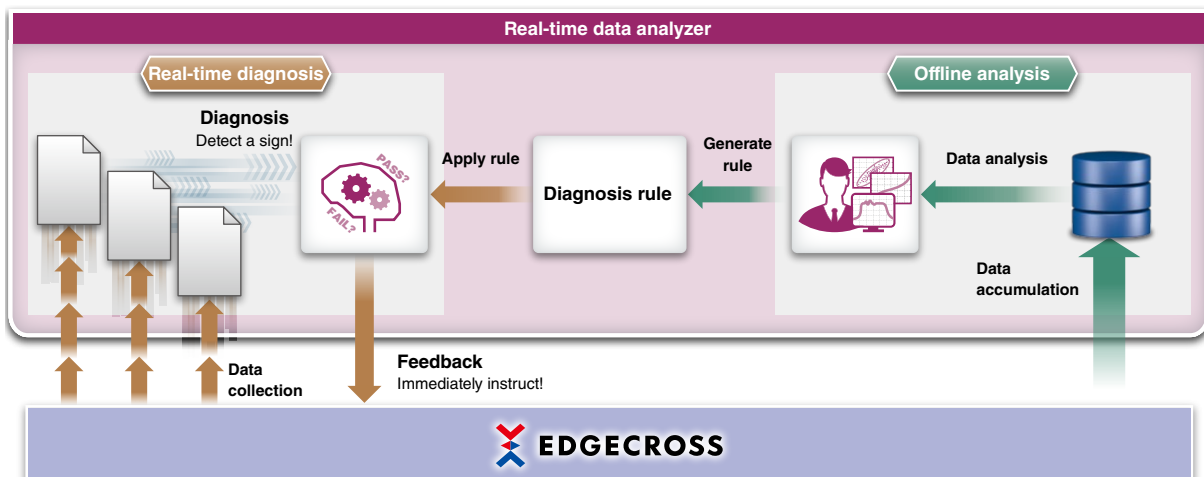 Real-time data analyzer
Real-time diagnosis
Offline analysis
Diagnosis
Detect a sign!
PASS?
FAIL?
Apply rule
Diagnosis rule
Generate
rule
Data analysis
Data
accumulation
Data
collection
Feedback
Immediately instruct!
EDGECROSS